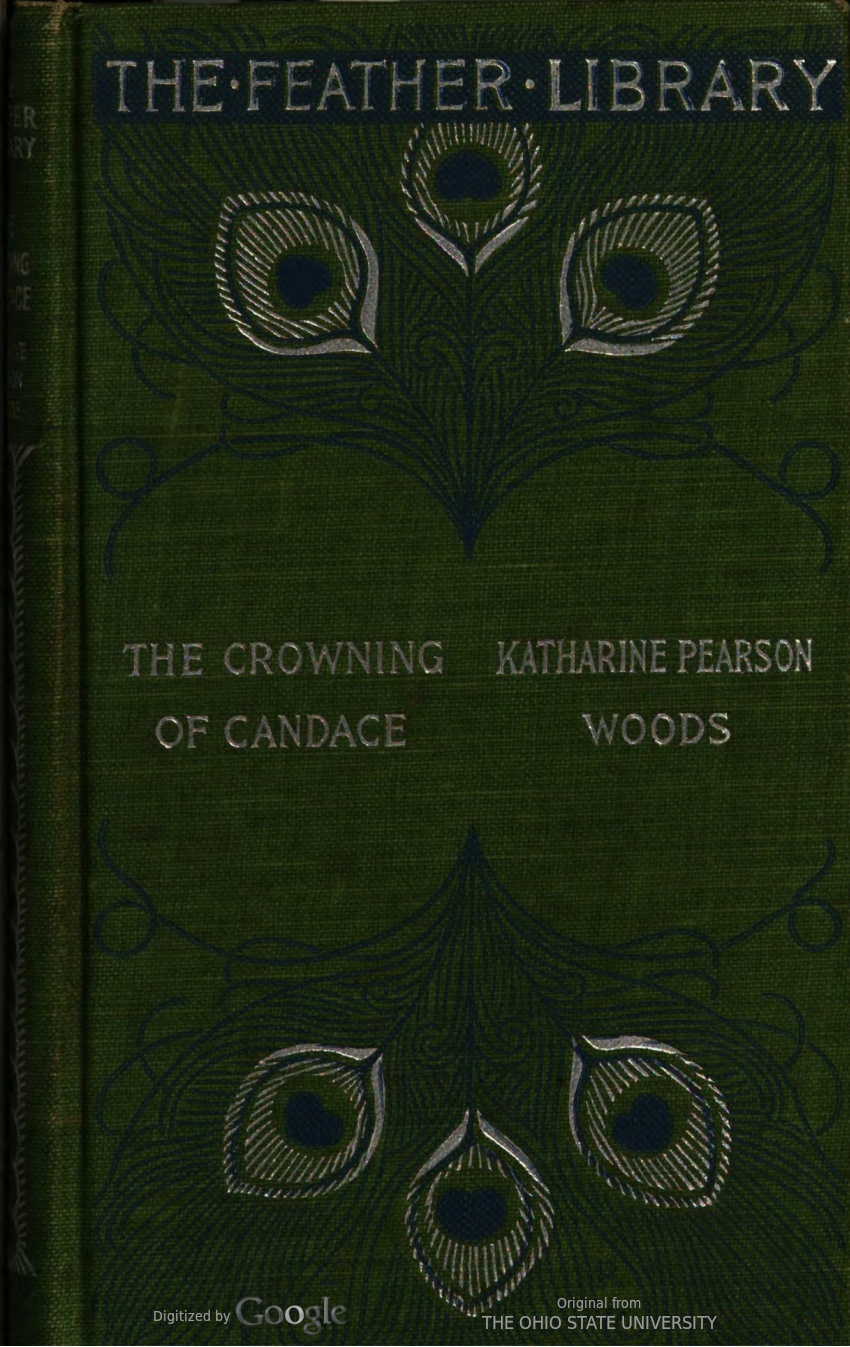 THE·FEATHER·LIBRARY
THE CROWNING
OF CANDACE
KATHARINE PEARSON
WOODS
Digitized by Google
Original from
THE OHIO STATE UNIVERSITY